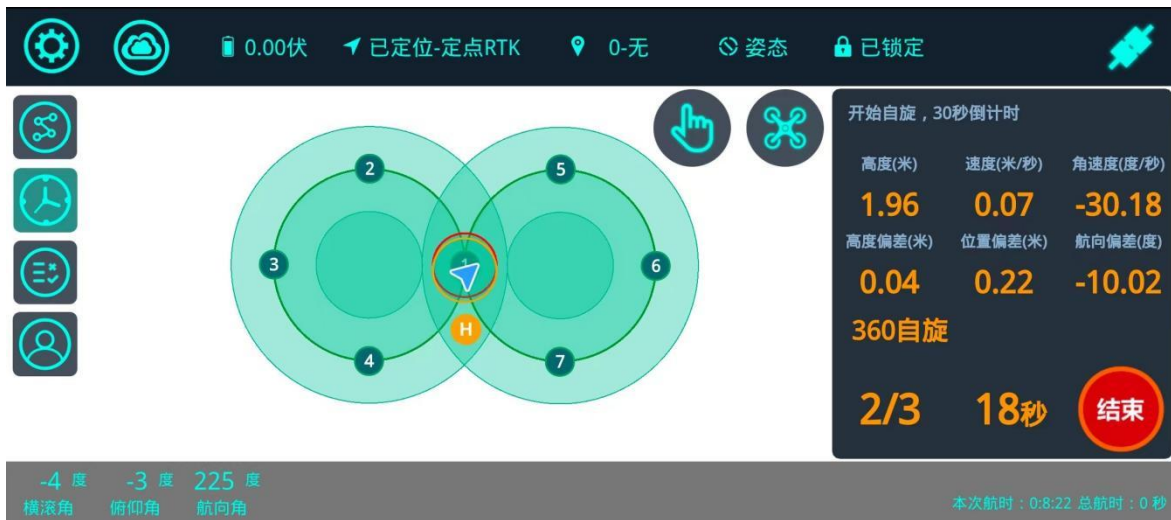 0.00伏 已定位-定点RTK 0-无 姿态 已锁定
开始自旋，30秒倒计时
高度(米) 速度(米/秒) 角速度(度/秒)
1.96 0.07 -30.18
高度偏差(米) 位置偏差(米) 航向偏差(度)
0.04 0.22 -10.02
360自旋
2/3 18秒 结束
2 5
3 1 6
H
4 7
-4 度 -3 度 225 度
横滚角 俯仰角 航向角
本次航时：0:8:22 总航时：0 秒